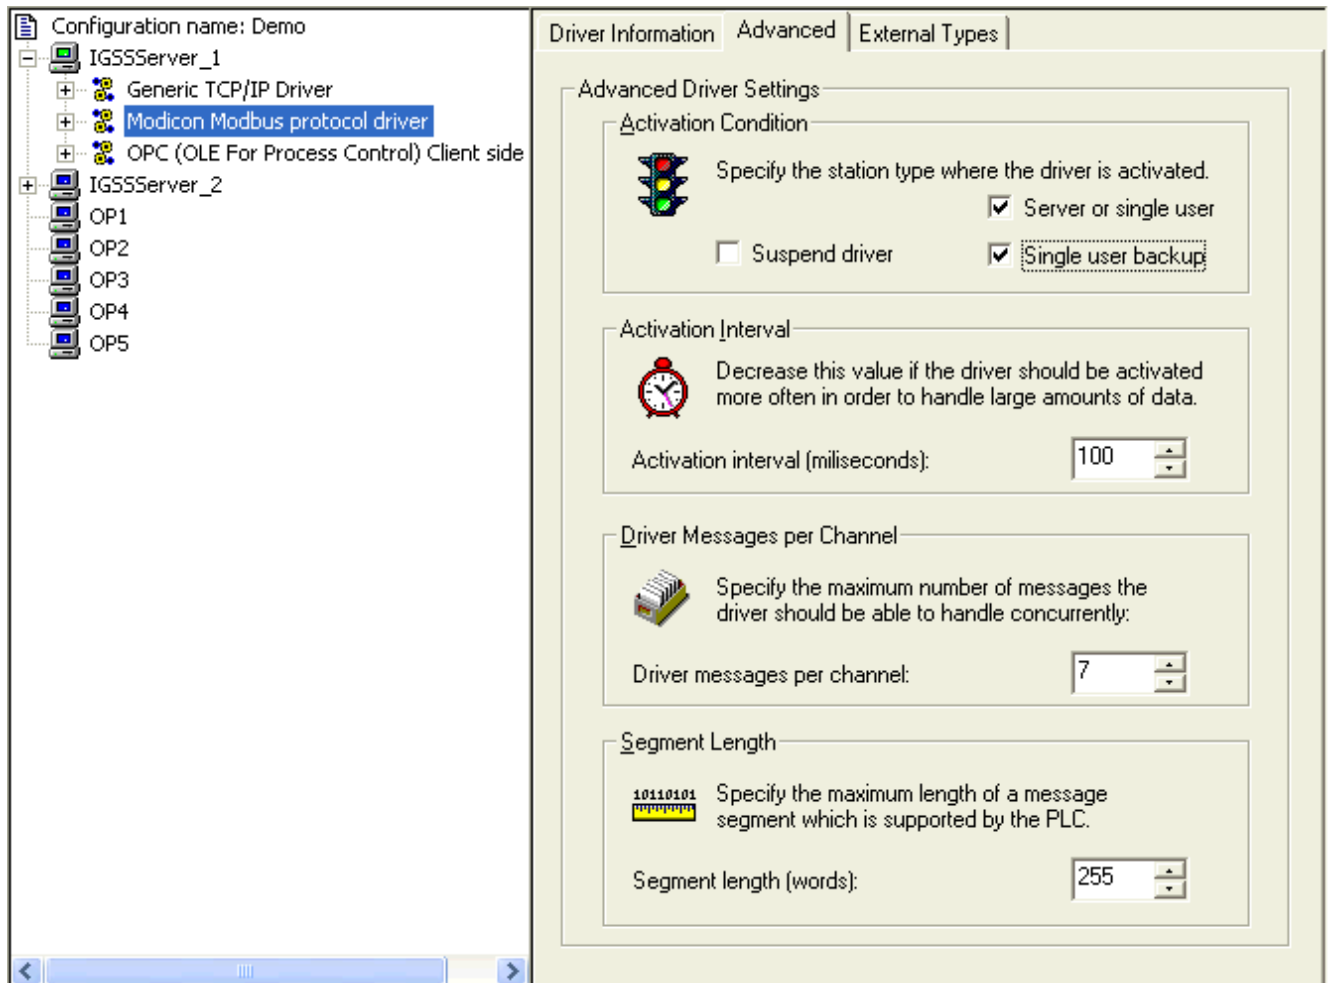 Configuration name: Demo
IGSSServer_1
Generic TCP/IP Driver
Modicon Modbus protocol driver
OPC (OLE For Process Control) Client side
IGSSServer_2
OP1
OP2
OP3
OP4
OP5
Driver Information Advanced External Types
Advanced Driver Settings
Activation Condition
Specify the station type where the driver is activated.
Server or single user
Suspend driver Single user backup
Activation Interval
Decrease this value if the driver should be activated
more often in order to handle large amounts of data.
Activation interval (miliseconds): 100
Driver Messages per Channel
Specify the maximum number of messages the
driver should be able to handle concurrently:
Driver messages per channel: 7
Segment Length
10110101
Specify the maximum length of a message
segment which is supported by the PLC.
Segment length (words): 255